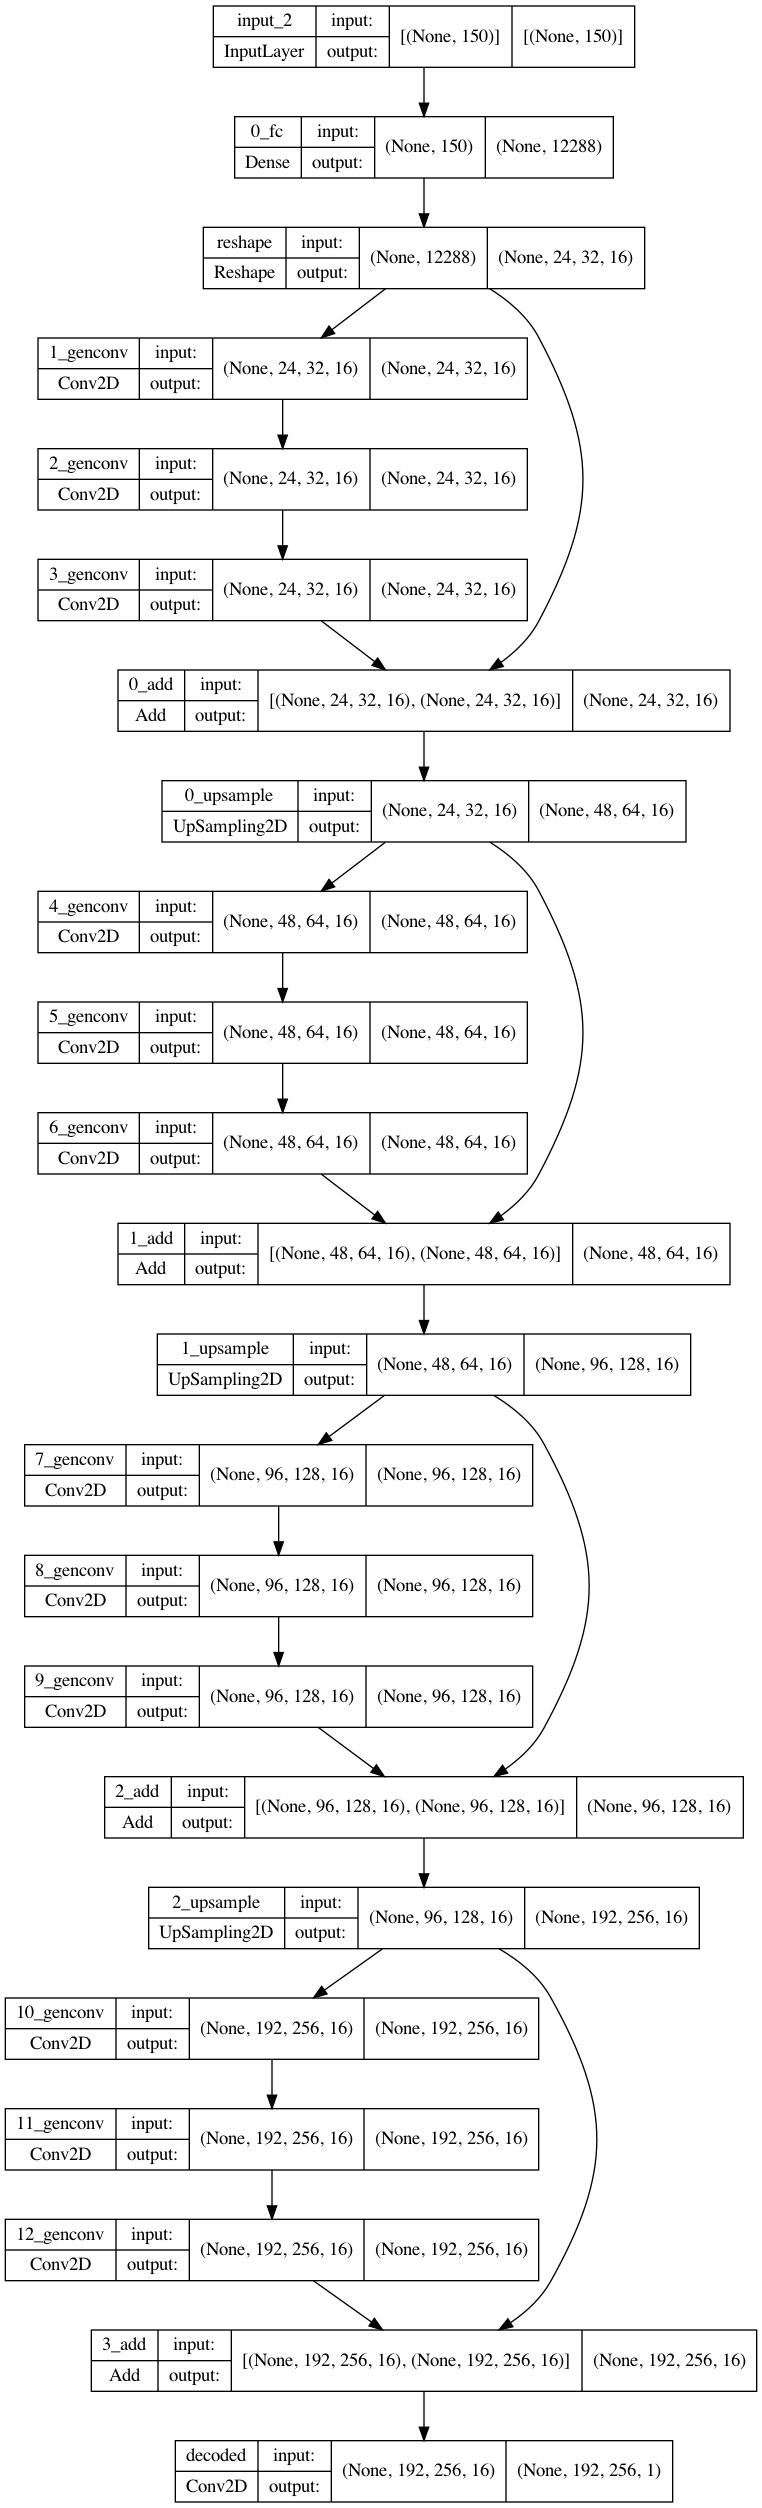 input_2 input: [(None, 150)] [(None, 150)]
InputLayer output:
0_fc input: (None, 150) (None, 12288)
Dense output:
reshape input: (None, 12288) (None, 24, 32, 16)
Reshape output:
1_genconv input: (None, 24, 32, 16) (None, 24, 32, 16)
Conv2D output:
2_genconv input: (None, 24, 32, 16) (None, 24, 32, 16)
Conv2D output:
3_genconv input: (None, 24, 32, 16) (None, 24, 32, 16)
Conv2D output:
0_add input: [(None, 24, 32, 16), (None, 24, 32, 16)] (None, 24, 32, 16)
Add output:
0_upsample input: (None, 24, 32, 16) (None, 48, 64, 16)
UpSampling2D output:
4_genconv input: (None, 48, 64, 16) (None, 48, 64, 16)
Conv2D output:
5_genconv input: (None, 48, 64, 16) (None, 48, 64, 16)
Conv2D output:
6_genconv input: (None, 48, 64, 16) (None, 48, 64, 16)
Conv2D output:
1_add input: [(None, 48, 64, 16), (None, 48, 64, 16)] (None, 48, 64, 16)
Add output:
1_upsample input: (None, 48, 64, 16) (None, 96, 128, 16)
UpSampling2D output:
7_genconv input: (None, 96, 128, 16) (None, 96, 128, 16)
Conv2D output:
8_genconv input: (None, 96, 128, 16) (None, 96, 128, 16)
Conv2D output:
9_genconv input: (None, 96, 128, 16) (None, 96, 128, 16)
Conv2D output:
2_add input: [(None, 96, 128, 16), (None, 96, 128, 16)] (None, 96, 128, 16)
Add output:
2_upsample input: (None, 96, 128, 16) (None, 192, 256, 16)
UpSampling2D output:
10_genconv input: (None, 192, 256, 16) (None, 192, 256, 16)
Conv2D output:
11_genconv input: (None, 192, 256, 16) (None, 192, 256, 16)
Conv2D output:
12_genconv input: (None, 192, 256, 16) (None, 192, 256, 16)
Conv2D output:
3_add input: [(None, 192, 256, 16), (None, 192, 256, 16)] (None, 192, 256, 16)
Add output:
decoded input: (None, 192, 256, 16) (None, 192, 256, 1)
Conv2D output: